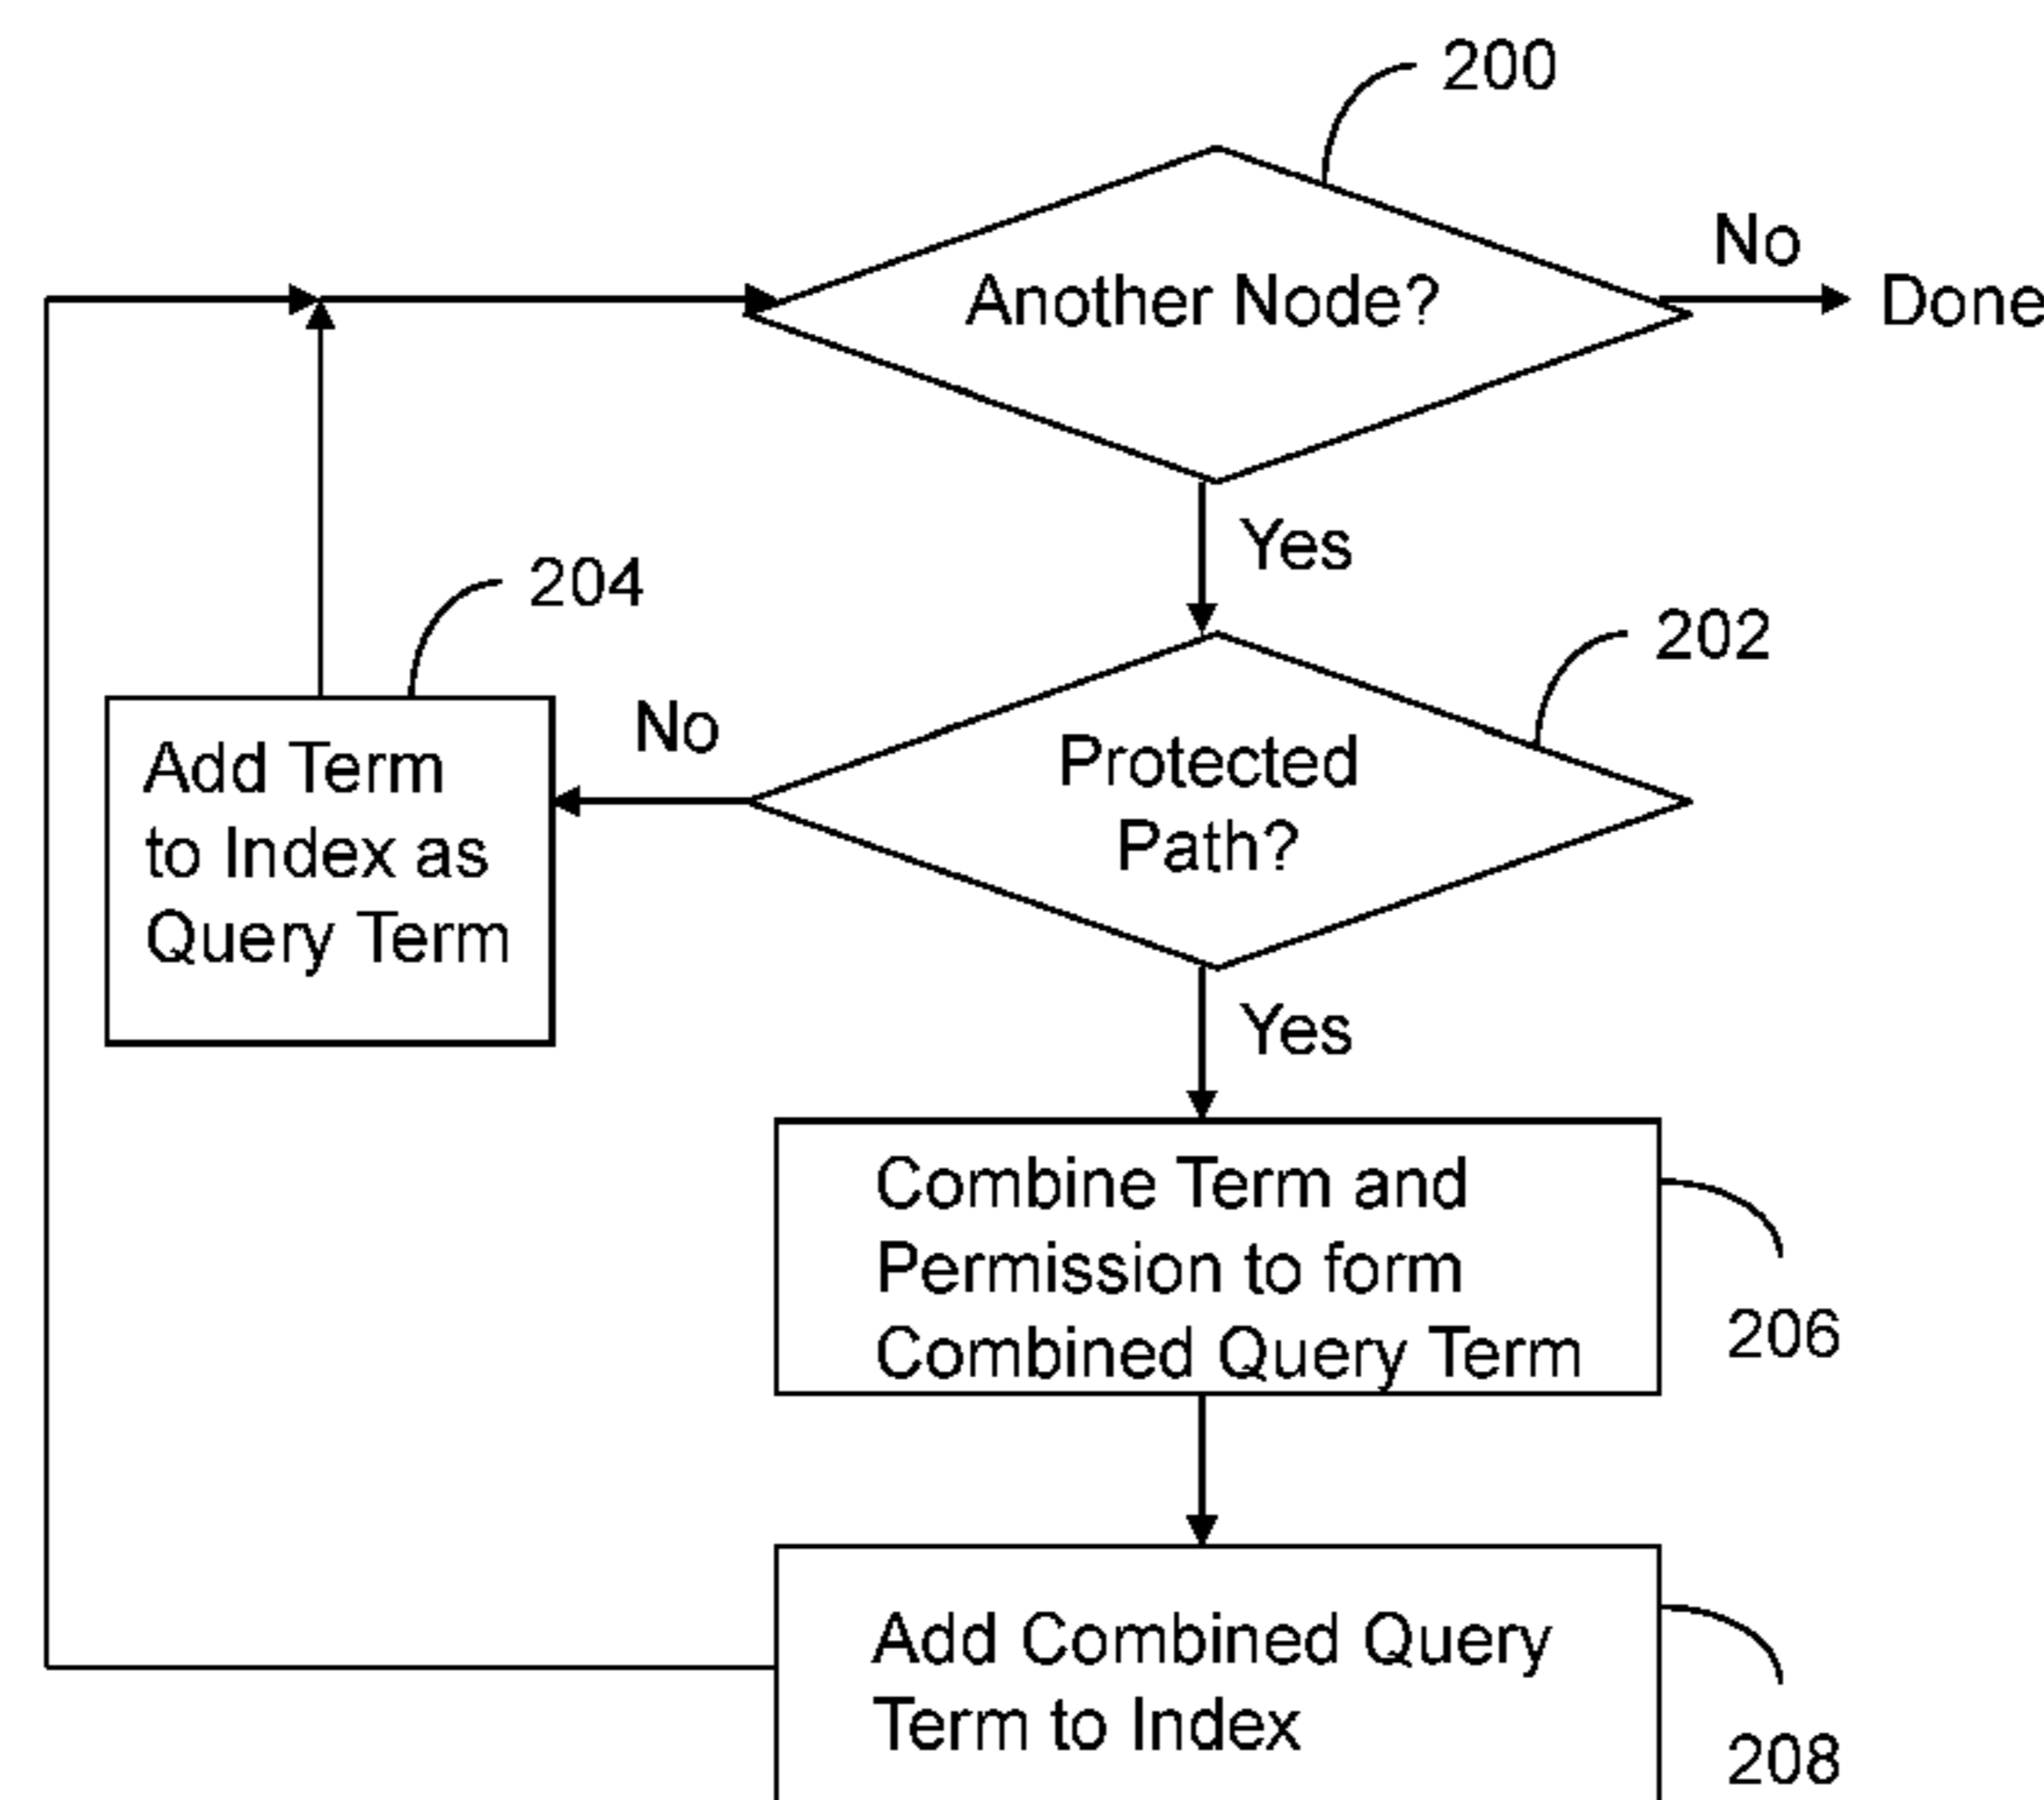 200
Another Node?
No
Done
Yes
204
202
Add Term
to Index as
Query Term
No
Protected
Path?
Yes
Combine Term and
Permission to form
Combined Query Term
206
Add Combined Query
Term to Index
208